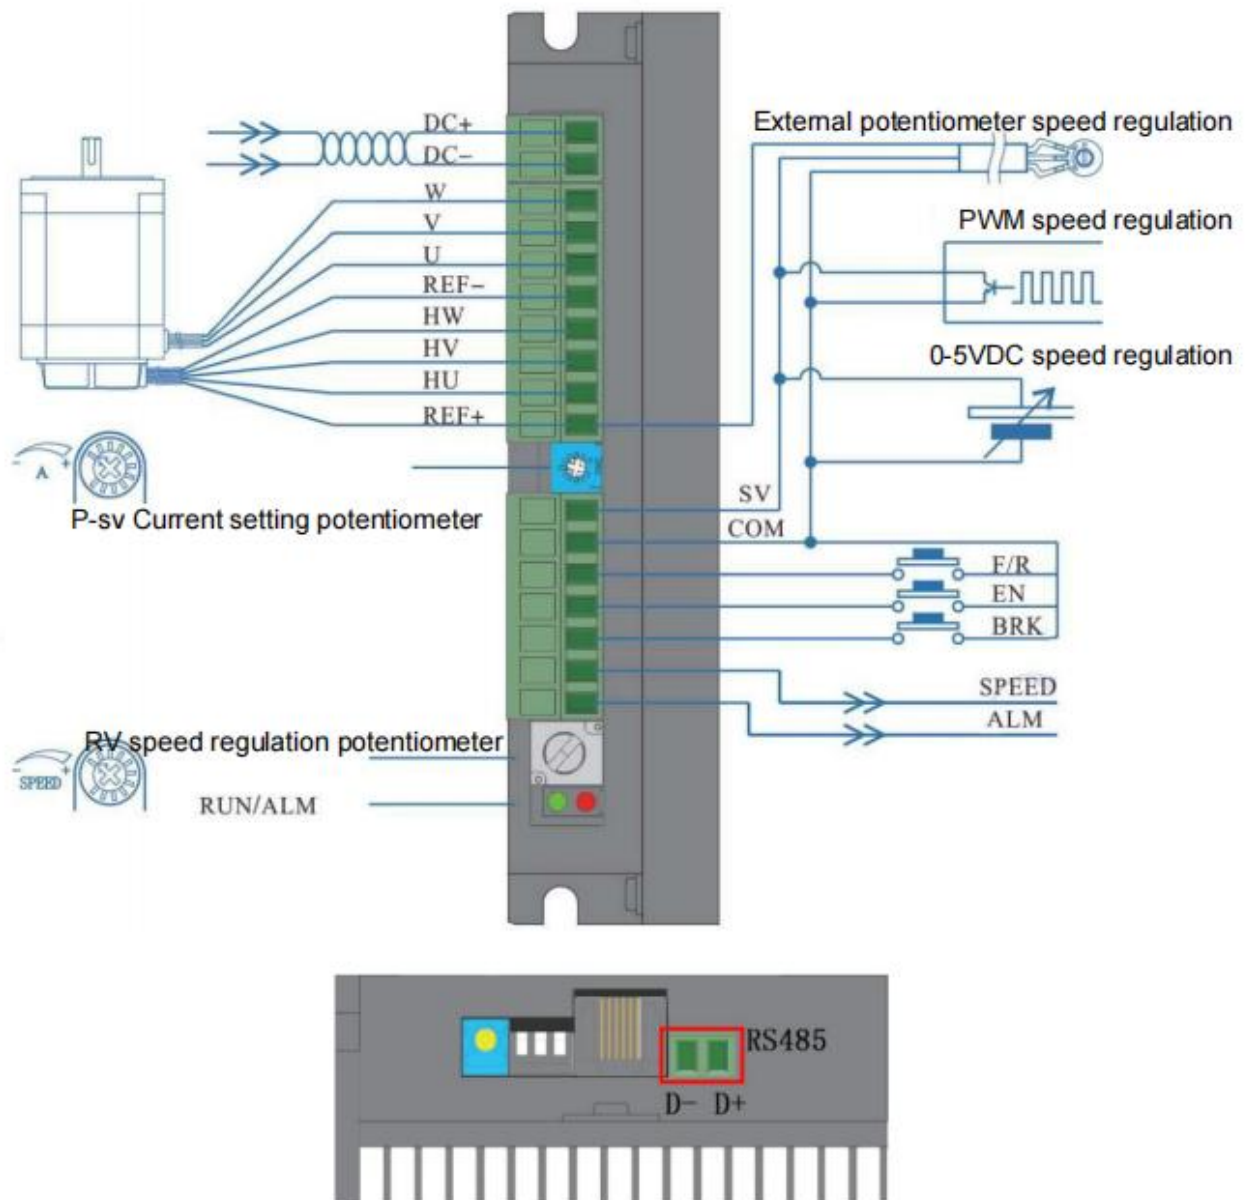 DC+
DC-
W
V
U
REF-
HW
HV
HU
REF+
- A +
P-sv Current setting potentiometer
RV speed regulation potentiometer
- SPEED +
RUN/ALM
External potentiometer speed regulation
PWM speed regulation
0-5VDC speed regulation
SV
COM
F/R
EN
BRK
SPEED
ALM
RS485
D- D+